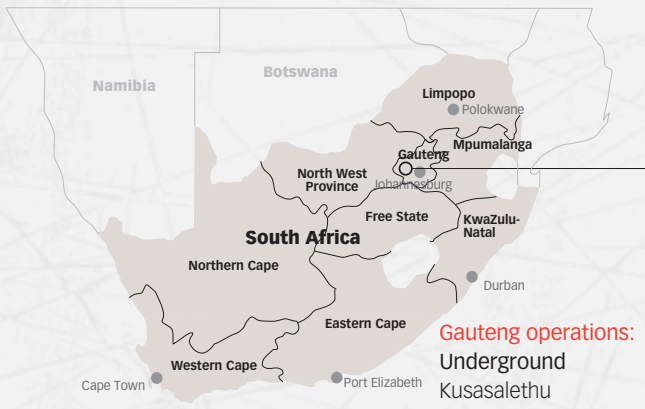 Namibia
Botswana
Limpopo
Polokwane
Mpumalanga
Gauteng
Johannesburg
North West
Province
Free State
KwaZulu-
Natal
South Africa
Northern Cape
Durban
Eastern Cape
Gauteng operations:
Underground
Western Cape
Cape Town
Port Elizabeth
Kusasalethu